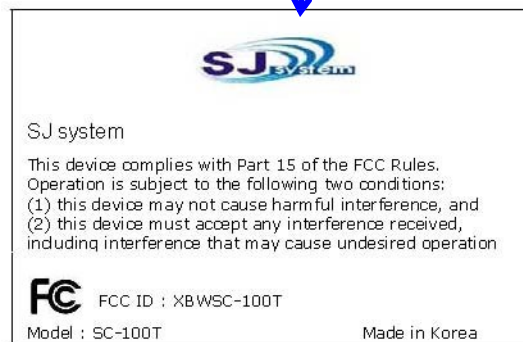 SJ system
SJ system
This device complies with Part 15 of the FCC Rules.
Operation is subject to the following two conditions:
(1) this device may not cause harmful interference, and
(2) this device must accept any interference received,
including interference that may cause undesired operation
FC FCC ID : XBWSC-100T
Model : SC-100T Made in Korea